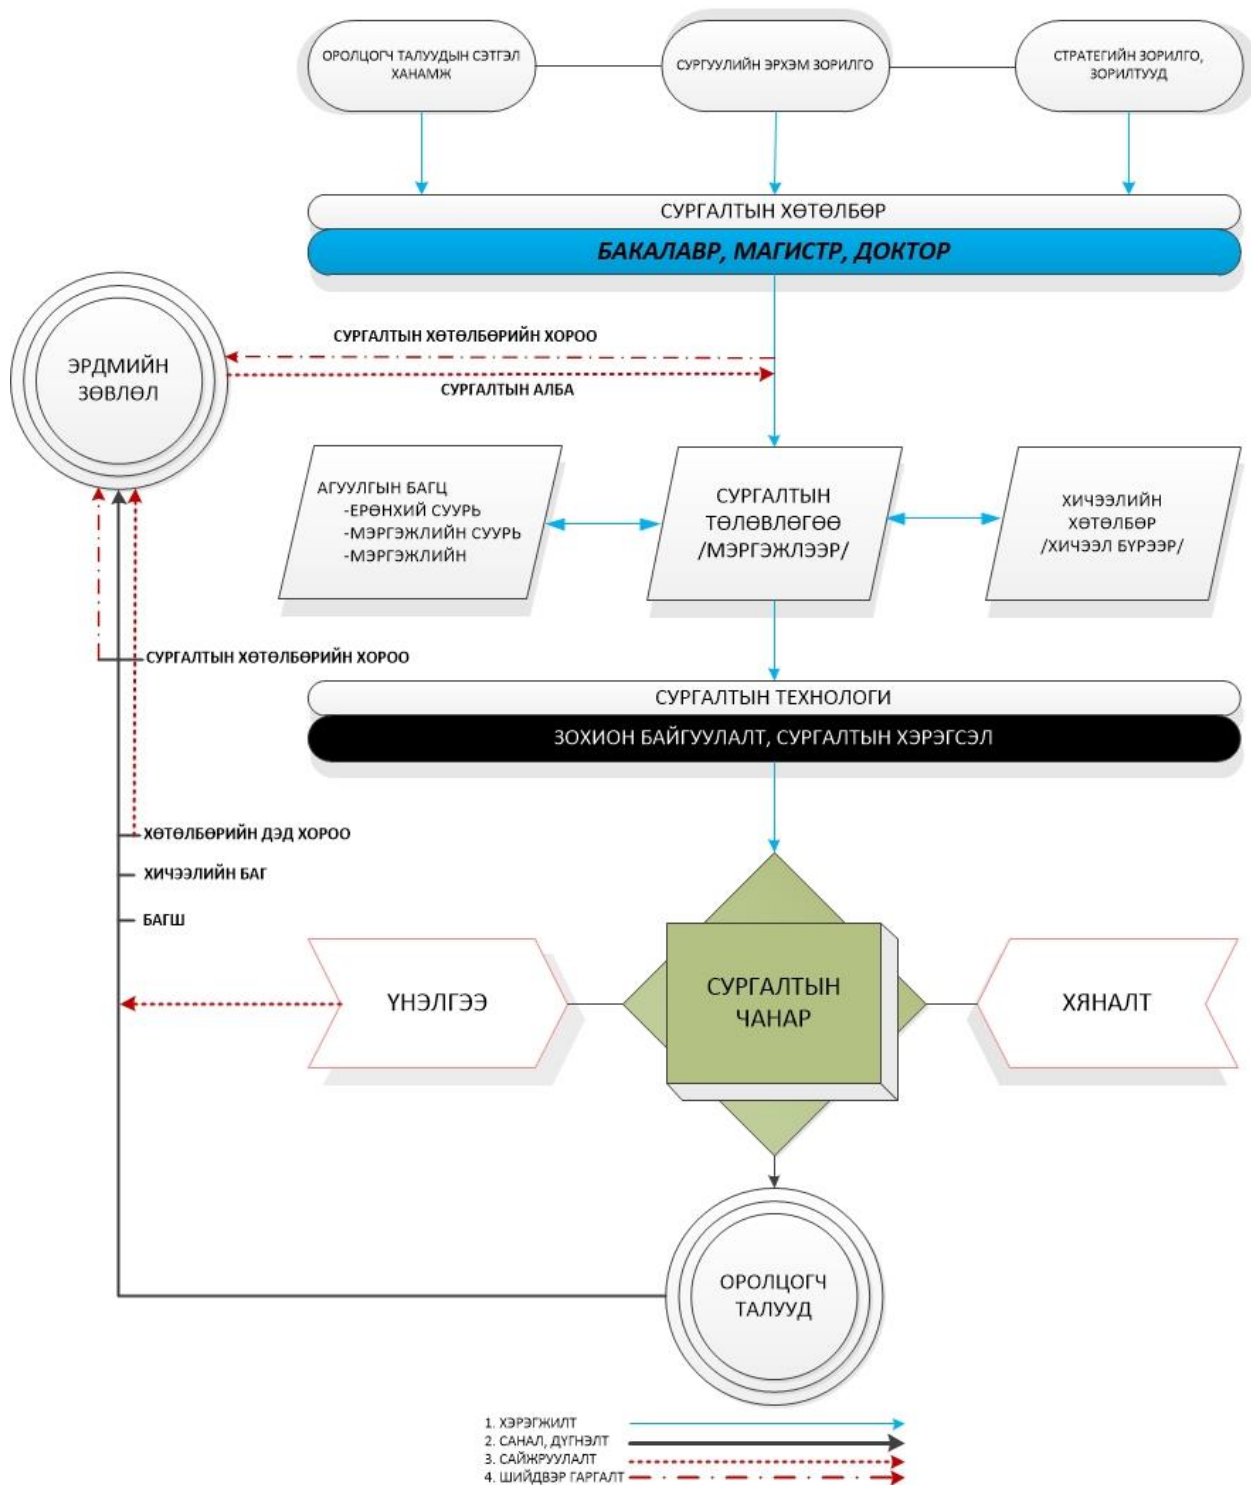 ОРОЛЦОГЧ ТАЛУУДЫН СЭТГЭЛ
ХАНАМЖ
СУРГУУЛИЙН ЭРХЭМ ЗОРИЛГО
СТРАТЕГИЙН ЗОРИЛГО,
ЗОРИЛТУУД
СУРГАЛТЫН ХӨТӨЛБӨР
БАКАЛАВР, МАГИСТР, ДОКТОР
СУРГАЛТЫН ХӨТӨЛБӨРИЙН ХОРОО
ЭРДМИЙН
ЗӨВЛӨЛ
СУРГАЛТЫН АЛБА
АГУУЛГЫН БАГЦ
-ЕРӨНХИЙ СУУРЬ
-МЭРГЭЖЛИЙН СУУРЬ
-МЭРГЭЖЛИЙН
СУРГАЛТЫН
ТӨЛӨВЛӨГӨӨ
/МЭРГЭЖЛЭЭР/
ХИЧЭЭЛИЙН
ХӨТӨЛБӨР
/ХИЧЭЭЛ БҮРЭЭР/
СУРГАЛТЫН ХӨТӨЛБӨРИЙН ХОРОО
СУРГАЛТЫН ТЕХНОЛОГИ
ЗОХИОН БАЙГУУЛАЛТ, СУРГАЛТЫН ХЭРЭГСЭЛ
ХӨТӨЛБӨРИЙН ДЭД ХОРОО
ХИЧЭЭЛИЙН БАГ
БАГШ
ҮНЭЛГЭЭ
СУРГАЛТЫН
ЧАНАР
ХЯНАЛТ
ОРОЛЦОГЧ
ТАЛУУД
1. ХЭРЭГЖИЛТ
2. САНАЛ, ДҮГНЭЛТ
3. САЙЖРУУЛАЛТ
4. ШИЙДВЭР ГАРГАЛТ